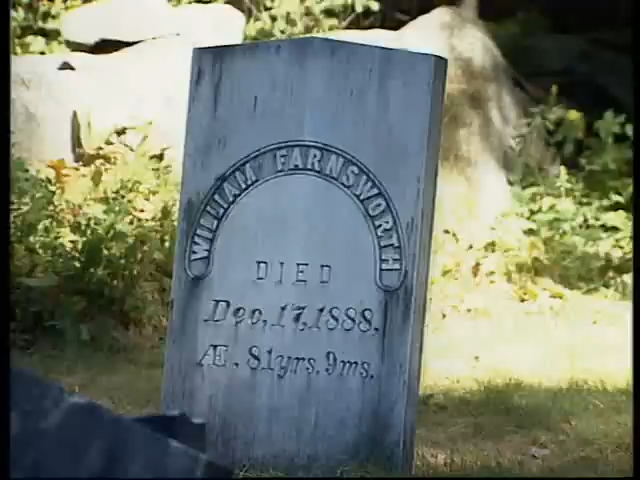 WILLIAM FARNSWORTH
DIED
Dec, 17, 1888,
Æ. 81yrs. 9ms.